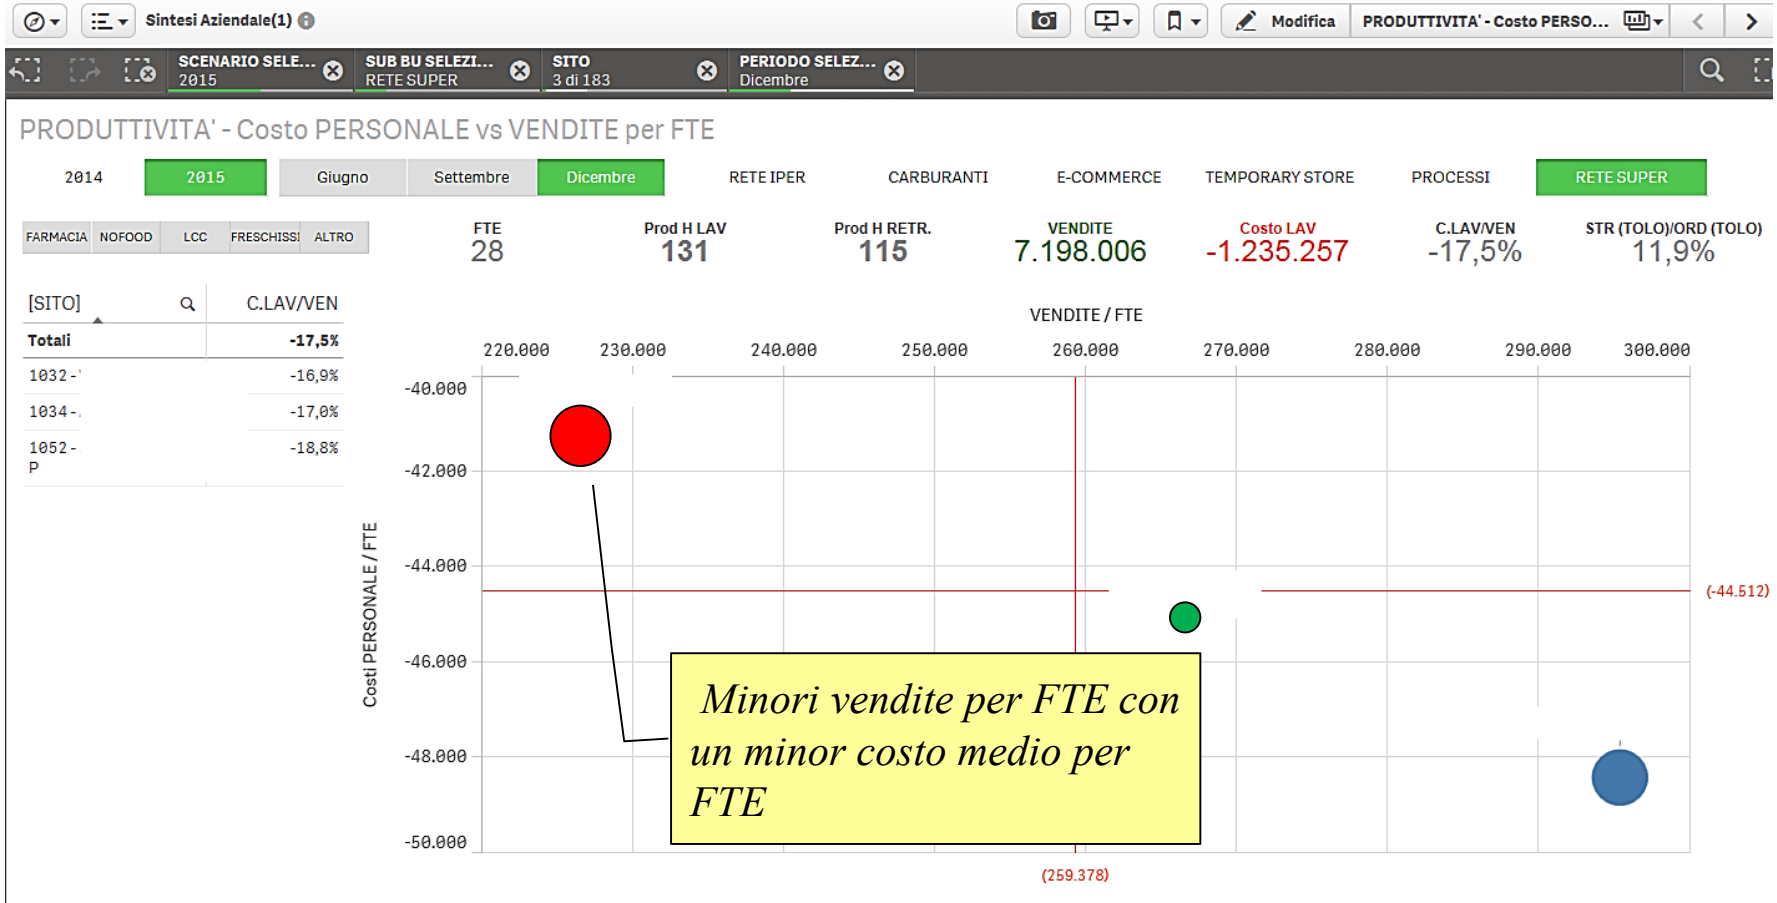 Sintesi Aziendale(1)
Modifica
PRODUTTIVITA' - Costo PERSO...
SCENARIO SELE...
2015
SUB BU SELEZI...
RETE SUPER
SITO
3 di 183
PERIODO SELEZ...
Dicembre
PRODUTTIVITA' - Costo PERSONALE vs VENDITE per FTE
2014 2015 Giugno Settembre Dicembre RETE IPER CARBURANTI E-COMMERCE TEMPORARY STORE PROCESSI RETE SUPER
FARMACIA NOFOOD LCC FRESCHISSI ALTRO
FTE
28
Prod H LAV
131
Prod H RETR.
115
VENDITE
7.198.006
Costo LAV
-1.235.257
C.LAV/VEN
-17,5%
STR (TOLO)/ORD (TOLO)
11,9%
[SITO] C.LAV/VEN
Totali -17,5%
1032 - -16,9%
1034 - -17,0%
1052 - -18,8%
P
VENDITE / FTE
220.000 230.000 240.000 250.000 260.000 270.000 280.000 290.000 300.000
Costi PERSONALE / FTE
-40.000
-42.000
-44.000
(-44.512)
-46.000
-48.000
-50.000
Minori vendite per FTE con
un minor costo medio per
FTE
(259.378)